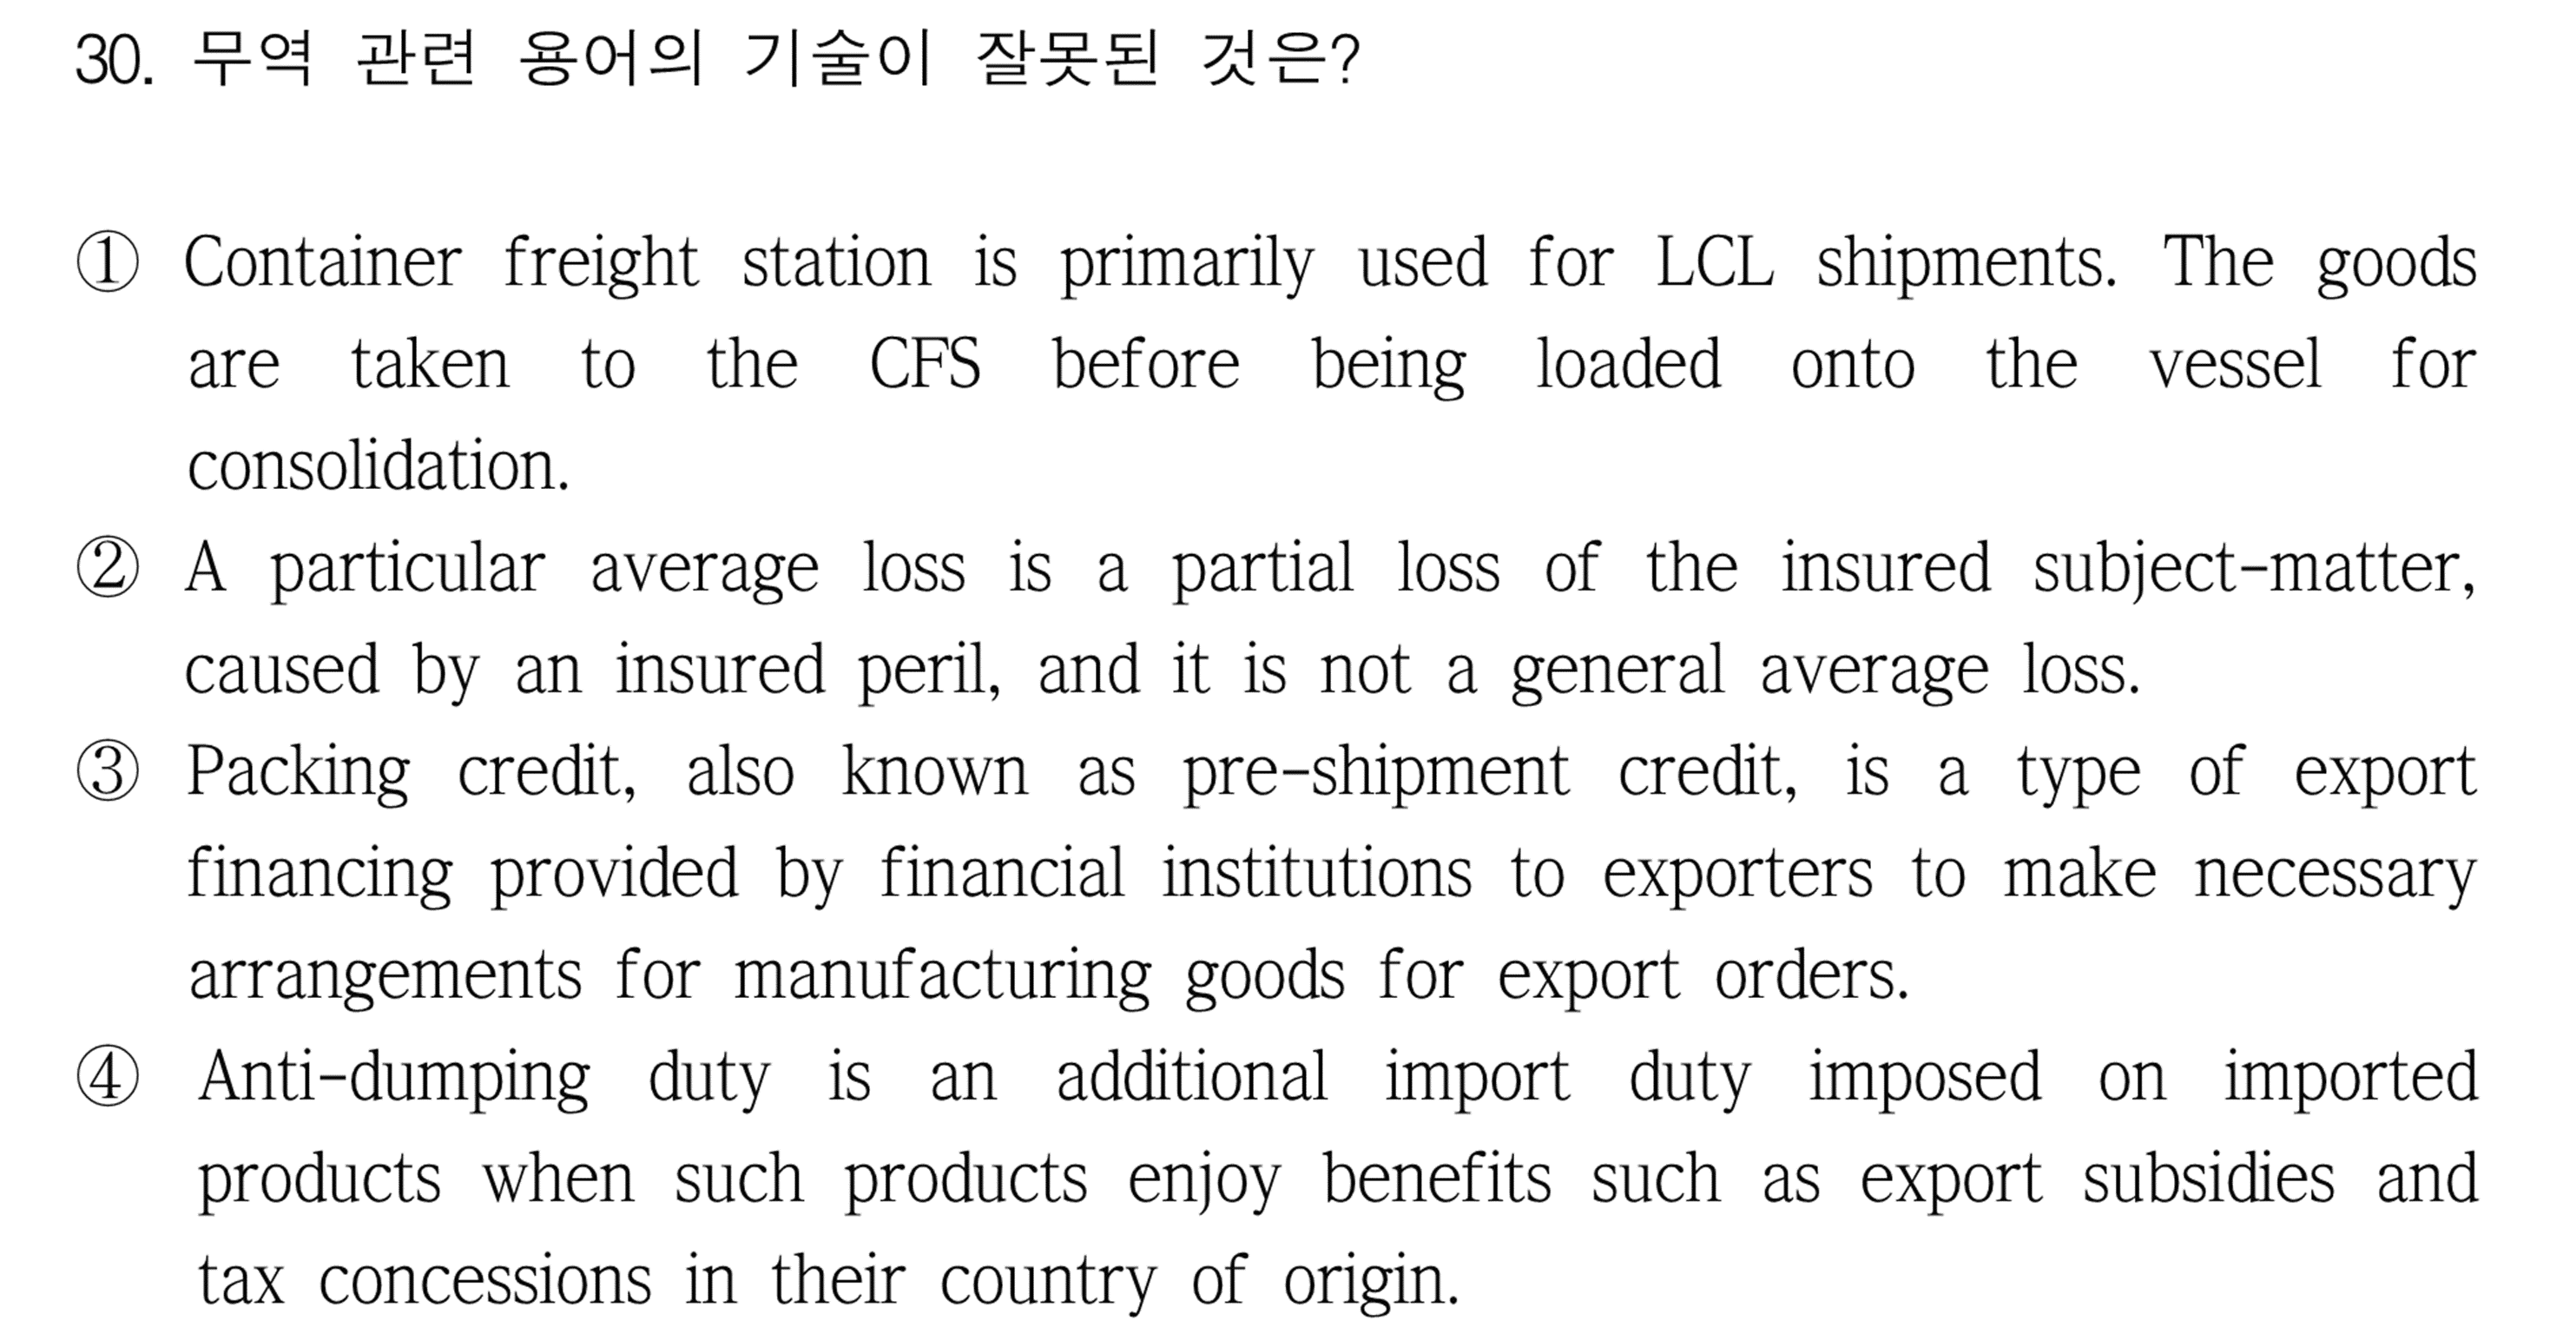 30. 무역 관련 용어의 기술이 잘못된 것은?
① Container freight station is primarily used for LCL shipments. The goods
are taken to the CFS before being loaded onto the vessel for
consolidation.
② A particular average loss is a partial loss of the insured subject-matter,
caused by an insured peril, and it is not a general average loss.
③ Packing credit, also known as pre-shipment credit, is a type of export
financing provided by financial institutions to exporters to make necessary
arrangements for manufacturing goods for export orders.
④ Anti-dumping duty is an additional import duty imposed on imported
products when such products enjoy benefits such as export subsidies and
tax concessions in their country of origin.